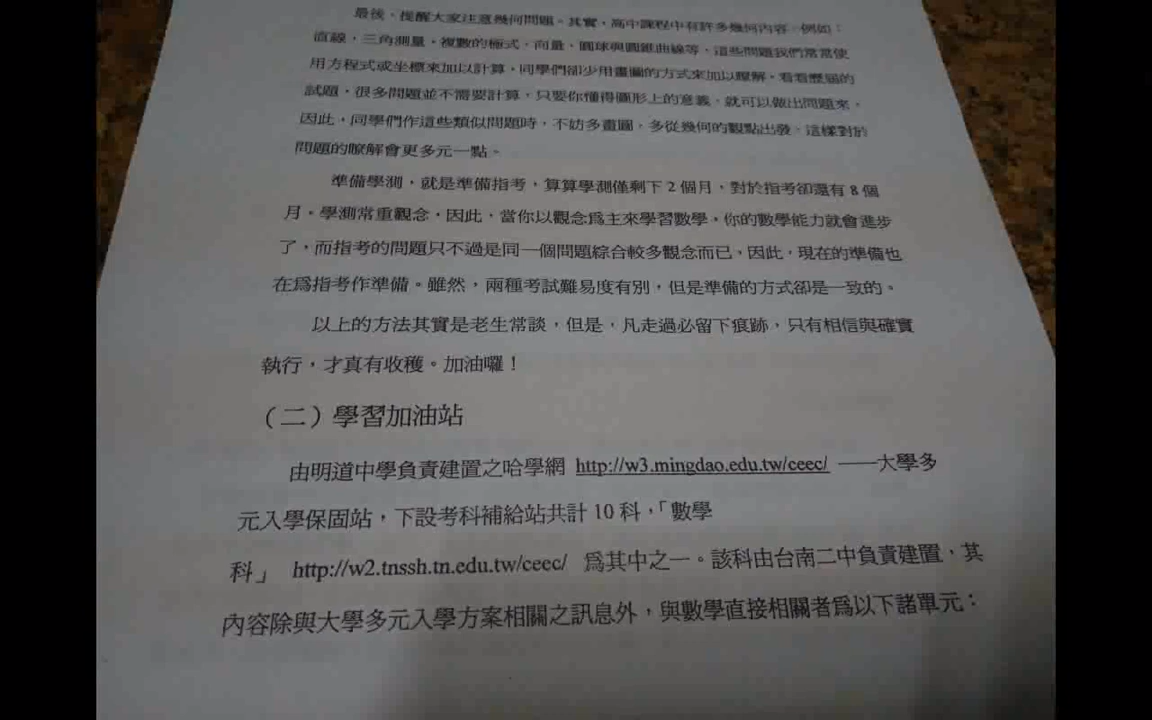 最後，提醒大家注意幾何問題。其實，高中課程中有許多幾何內容，例如：
直線，三角測量，複數的極式，向量，圓球與圓錐曲線等，這些問題我們常常使
用方程式或坐標來加以計算，同學們卻少用畫圖的方式來加以瞭解。看看歷屆的
試題，很多問題並不需要計算，只要你懂得圖形上的意義，就可以做出問題來。
因此，同學們作這些類似問題時，不妨多畫圖，多從幾何的觀點出發，這樣對於
問題的瞭解會更多元一點。
準備學測，就是準備指考，算算學測僅剩下 2 個月，對於指考卻還有 8 個
月。學測常重觀念，因此，當你以觀念為主來學習數學，你的數學能力就會進步
了，而指考的問題只不過是同一個問題綜合較多觀念而已，因此，現在的準備也
在為指考作準備。雖然，兩種考試難易度有別，但是準備的方式卻是一致的。
以上的方法其實是老生常談，但是，凡走過必留下痕跡，只有相信與確實
執行，才真有收穫。加油囉！
（二）學習加油站
由明道中學負責建置之哈學網 http://w3.mingdao.edu.tw/ceec/ ──大學多
元入學保固站，下設考科補給站共計 10 科，「數學
科」 http://w2.tnssh.tn.edu.tw/ceec/ 為其中之一。該科由台南二中負責建置，其
內容除與大學多元入學方案相關之訊息外，與數學直接相關者為以下諸單元：